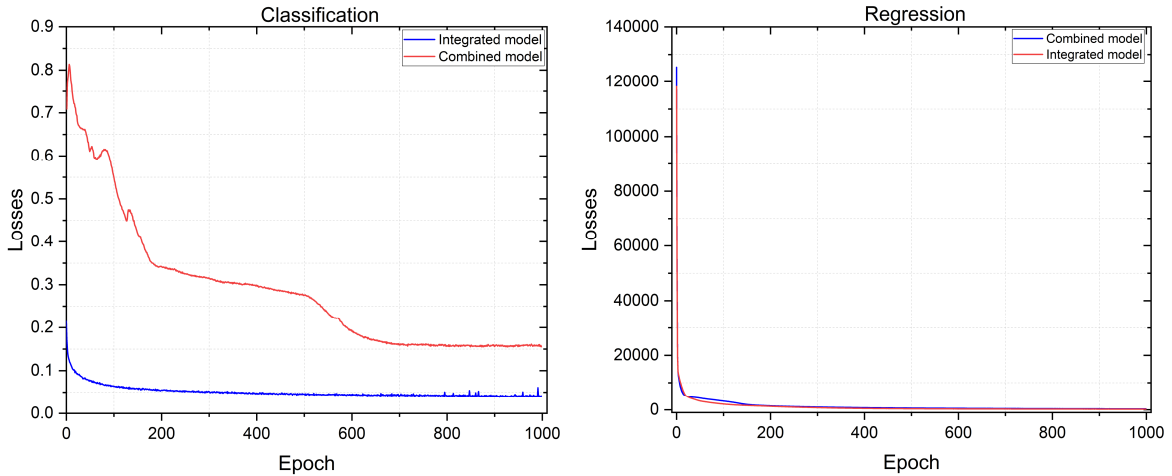 Classification
Losses
0.9
0.8
0.7
0.6
0.5
0.4
0.3
0.2
0.1
0.0
Integrated model
Combined model
0 200 400 600 800 1000
Epoch
Regression
Losses
140000
120000
100000
80000
60000
40000
20000
0
Combined model
Integrated model
0 200 400 600 800 1000
Epoch